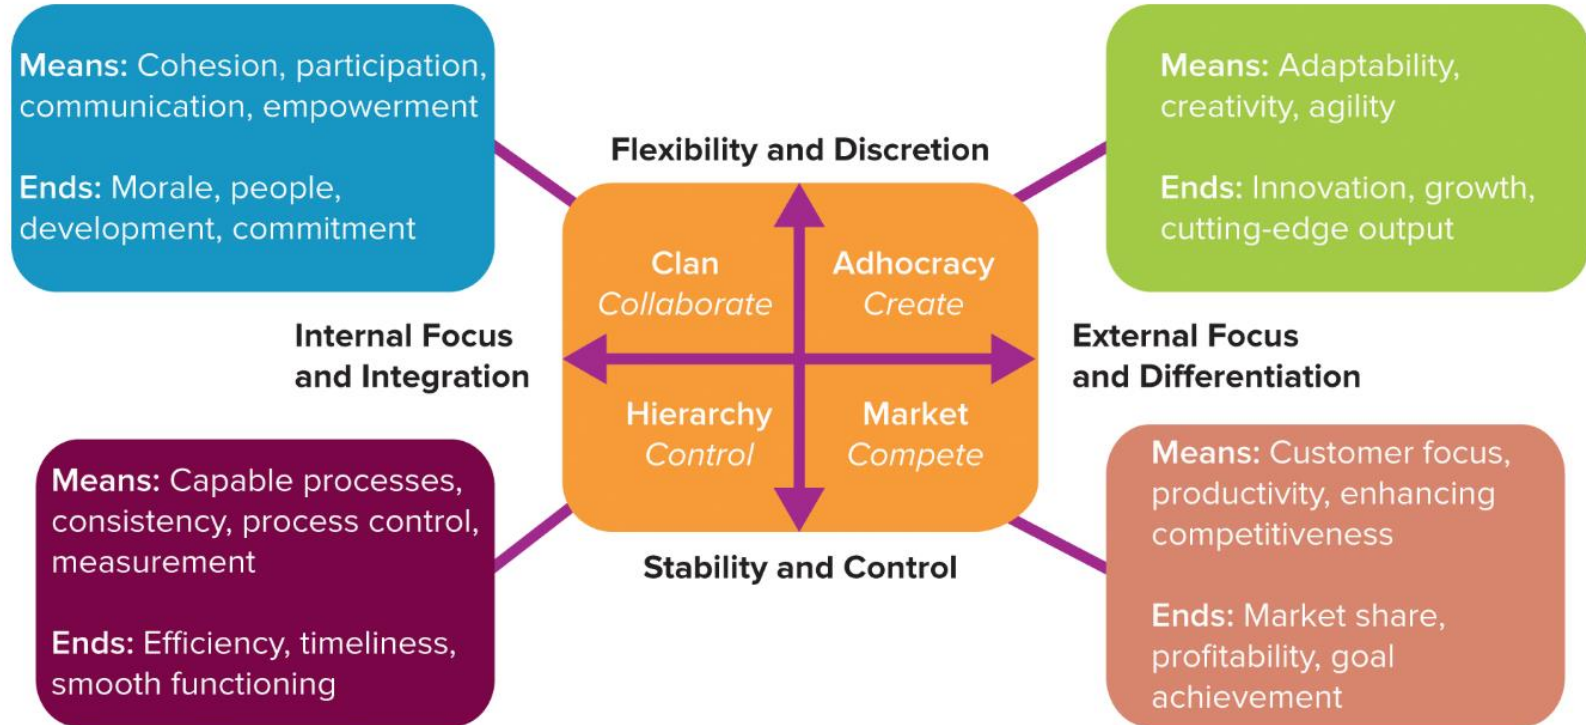 Means: Cohesion, participation,
communication, empowerment
Ends: Morale, people,
development, commitment
Means: Adaptability,
creativity, agility
Ends: Innovation, growth,
cutting-edge output
Flexibility and Discretion
Clan
Collaborate
Adhocracy
Create
Internal Focus
and Integration
External Focus
and Differentiation
Hierarchy
Control
Market
Compete
Stability and Control
Means: Capable processes,
consistency, process control,
measurement
Ends: Efficiency, timeliness,
smooth functioning
Means: Customer focus,
productivity, enhancing
competitiveness
Ends: Market share,
profitability, goal
achievement